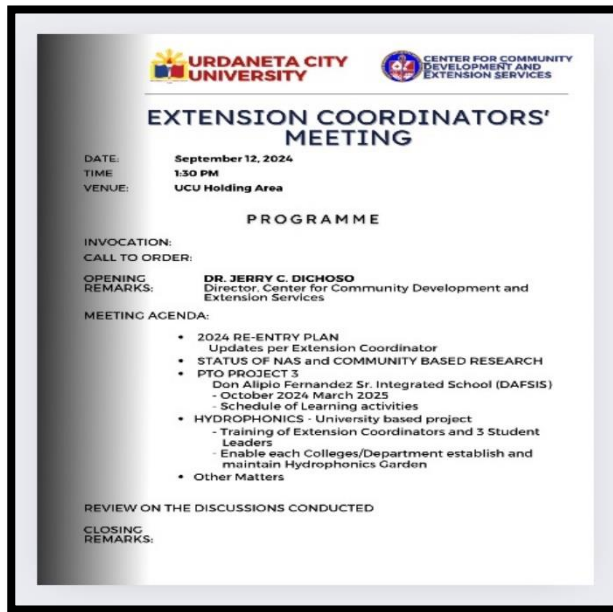 URDANETA CITY
UNIVERSITY
CENTER FOR COMMUNITY
DEVELOPMENT AND
EXTENSION SERVICES
EXTENSION COORDINATORS'
MEETING
DATE: September 12, 2024
TIME 1:30 PM
VENUE: UCU Holding Area
PROGRAMME
INVOCATION:
CALL TO ORDER:
OPENING REMARKS: DR. JERRY C. DICHOSO
Director, Center for Community Development and
Extension Services
MEETING AGENDA:
• 2024 RE-ENTRY PLAN
Updates per Extension Coordinator
• STATUS OF NAS and COMMUNITY BASED RESEARCH
• PTO PROJECT 3
Don Alipio Fernandez Sr. Integrated School (DAFSIS)
- October 2024 March 2025
- Schedule of Learning activities
• HYDROPHONICS - University based project
- Training of Extension Coordinators and 3 Student
Leaders
- Enable each Colleges/Department establish and
maintain Hydrophonics Garden
• Other Matters
REVIEW ON THE DISCUSSIONS CONDUCTED
CLOSING
REMARKS: